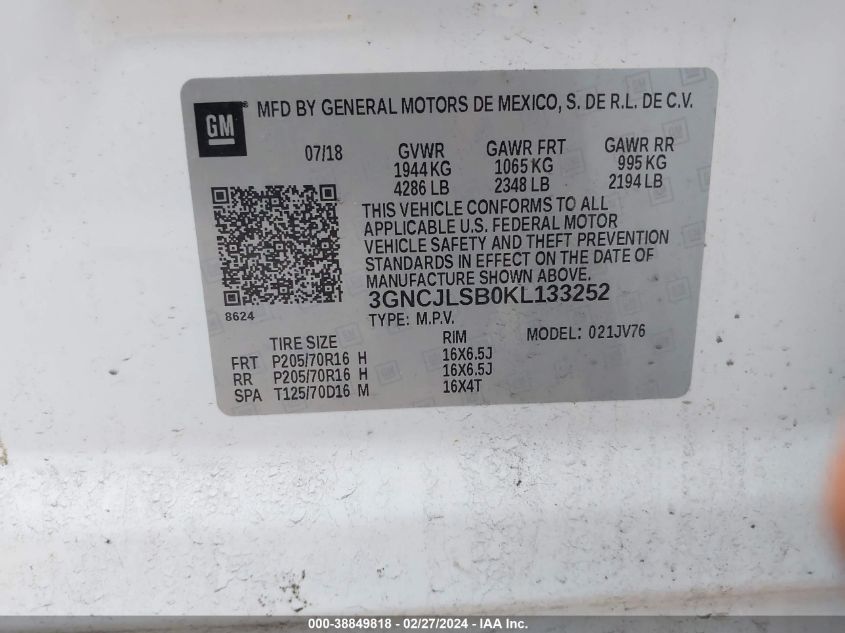 GM
MFD BY GENERAL MOTORS DE MEXICO, S. DE R.L. DE C.V.
07/18 GVWR GAWR FRT GAWR RR
1944 KG 1065 KG 995 KG
4286 LB 2348 LB 2194 LB
THIS VEHICLE CONFORMS TO ALL
APPLICABLE U.S. FEDERAL MOTOR
VEHICLE SAFETY AND THEFT PREVENTION
STANDARDS IN EFFECT ON THE DATE OF
MANUFACTURE SHOWN ABOVE.
8624
3GNCJLSB0KL133252
TYPE: M.P.V. MODEL: 021JV76
TIRE SIZE RIM
FRT P205/70R16 H 16X6.5J
RR P205/70R16 H 16X6.5J
SPA T125/70D16 M 16X4T
000-38849818 - 02/27/2024 - IAA Inc.